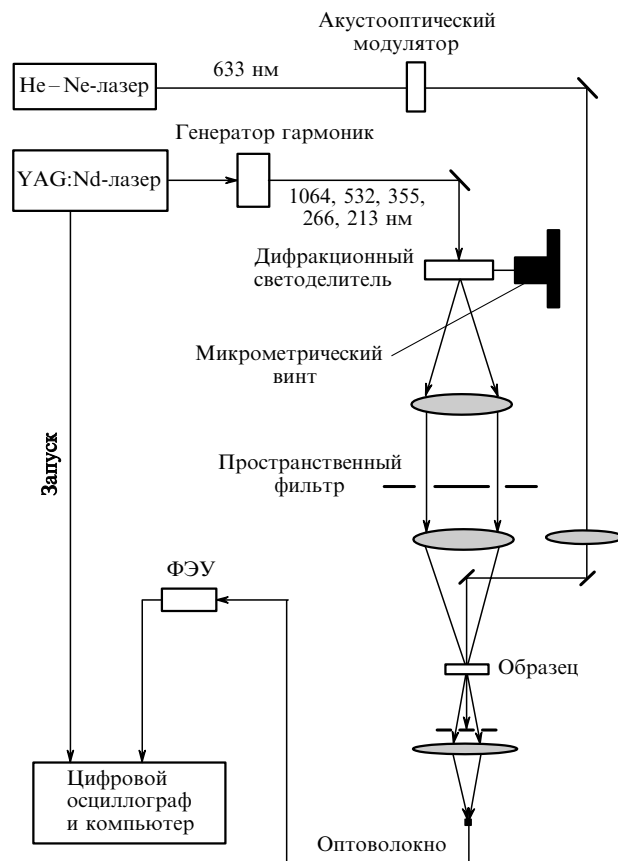 Акустооптический
модулятор
633 нм
He–Ne-лазер
Генератор гармоник
YAG:Nd-лазер
1064, 532, 355,
266, 213 нм
Дифракционный
светоделитель
Микрометрический
винт
Запуск
Пространственный
фильтр
ФЭУ
Образец
Цифровой
осциллограф
и компьютер
Оптоволокно